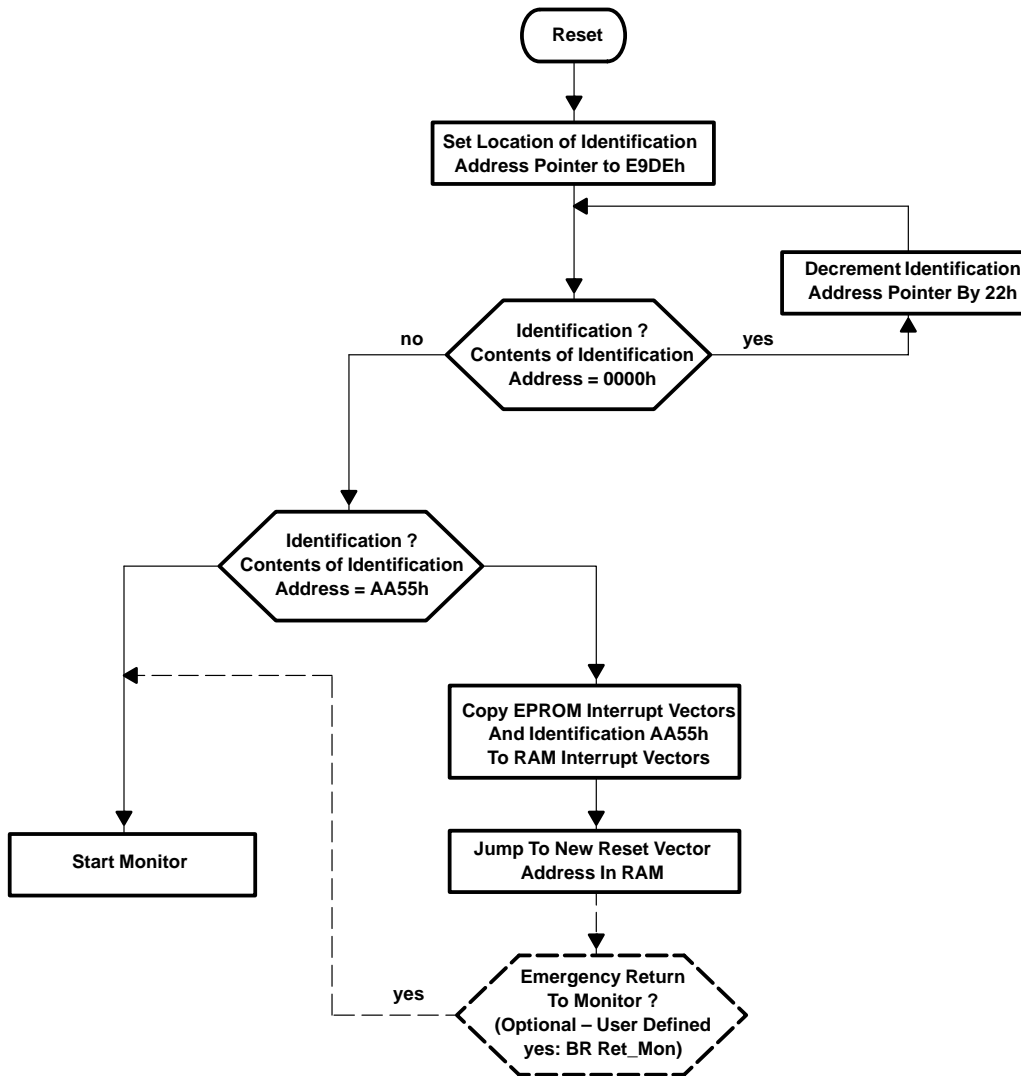 Reset
Set Location of Identification
Address Pointer to E9DEh
Decrement Identification
Address Pointer By 22h
Identification ?
Contents of Identification
Address = 0000h
no
yes
Identification ?
Contents of Identification
Address = AA55h
Copy EPROM Interrupt Vectors
And Identification AA55h
To RAM Interrupt Vectors
Start Monitor
Jump To New Reset Vector
Address In RAM
yes
Emergency Return
To Monitor ?
(Optional – User Defined
yes: BR Ret_Mon)